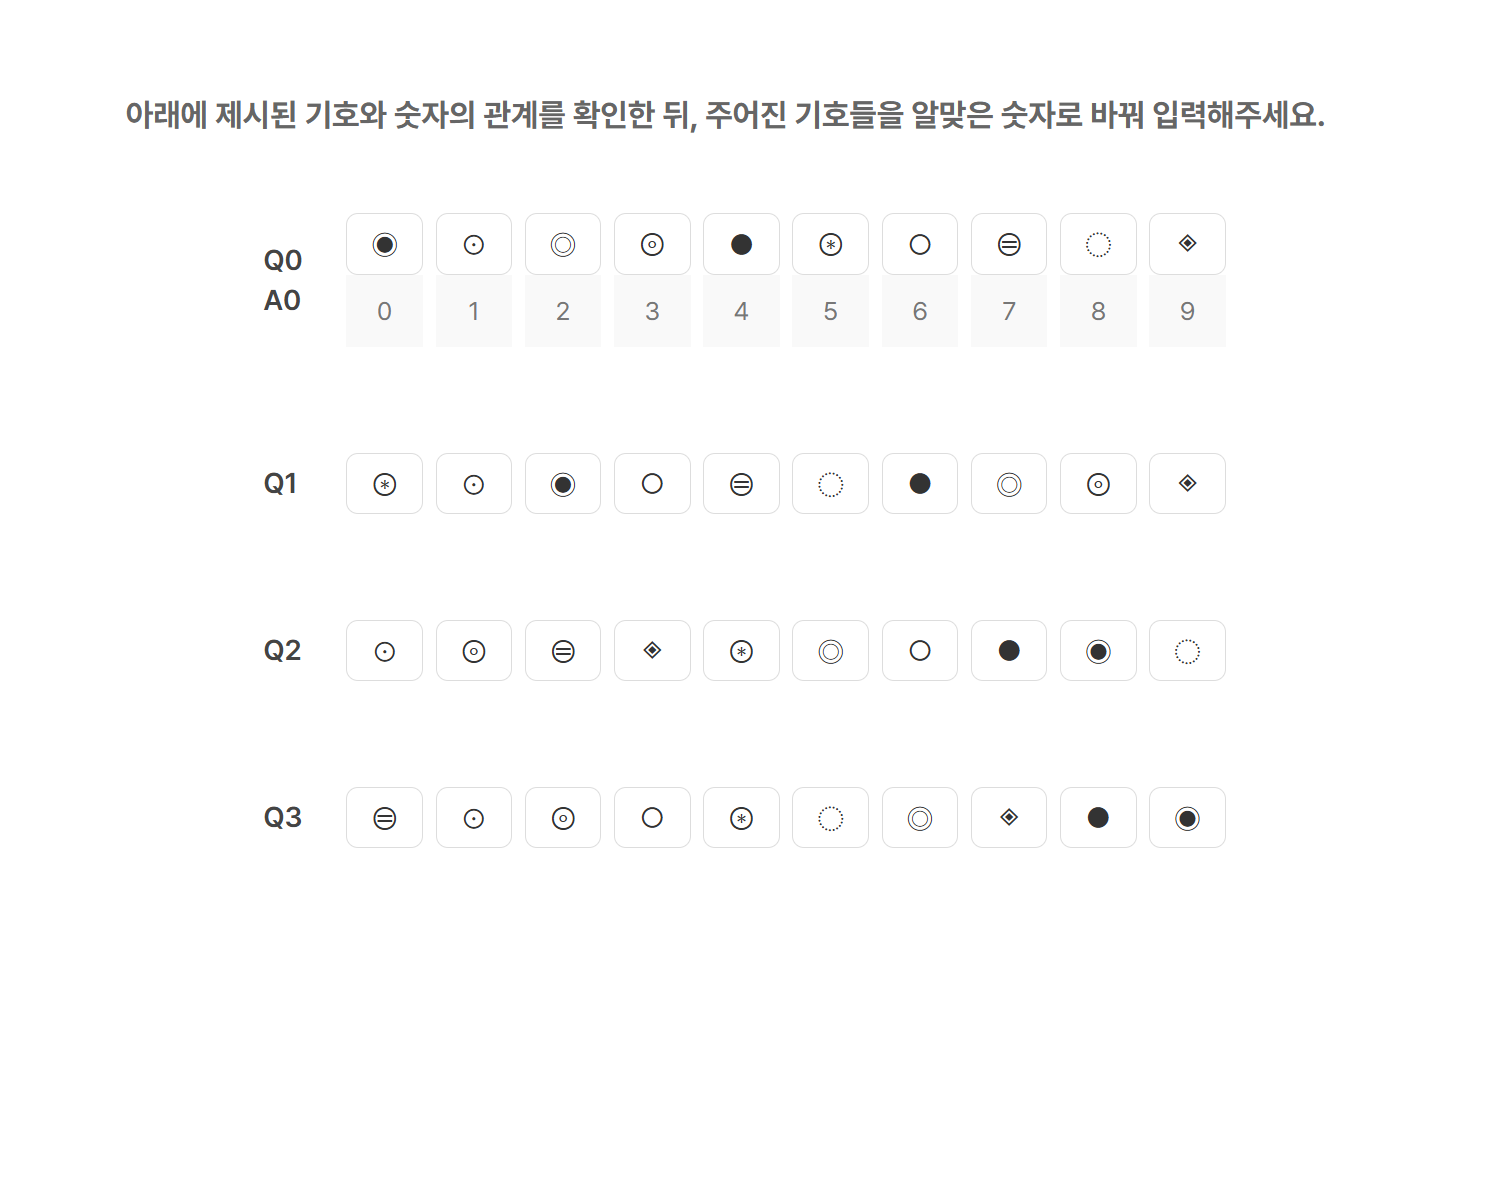 아래에 제시된 기호와 숫자의 관계를 확인한 뒤, 주어진 기호들을 알맞은 숫자로 바꿔 입력해주세요.
Q0 ◉ ⊙ ◎ ⊚ ● ⊛ ○ ⊜ ◌ ◈
A0 0 1 2 3 4 5 6 7 8 9
Q1 ⊛ ⊙ ◉ ○ ⊜ ◌ ● ◎ ⊚ ◈
Q2 ⊙ ⊚ ⊜ ◈ ⊛ ◎ ○ ● ◉ ◌
Q3 ⊜ ⊙ ⊚ ○ ⊛ ◌ ◎ ◈ ● ◉